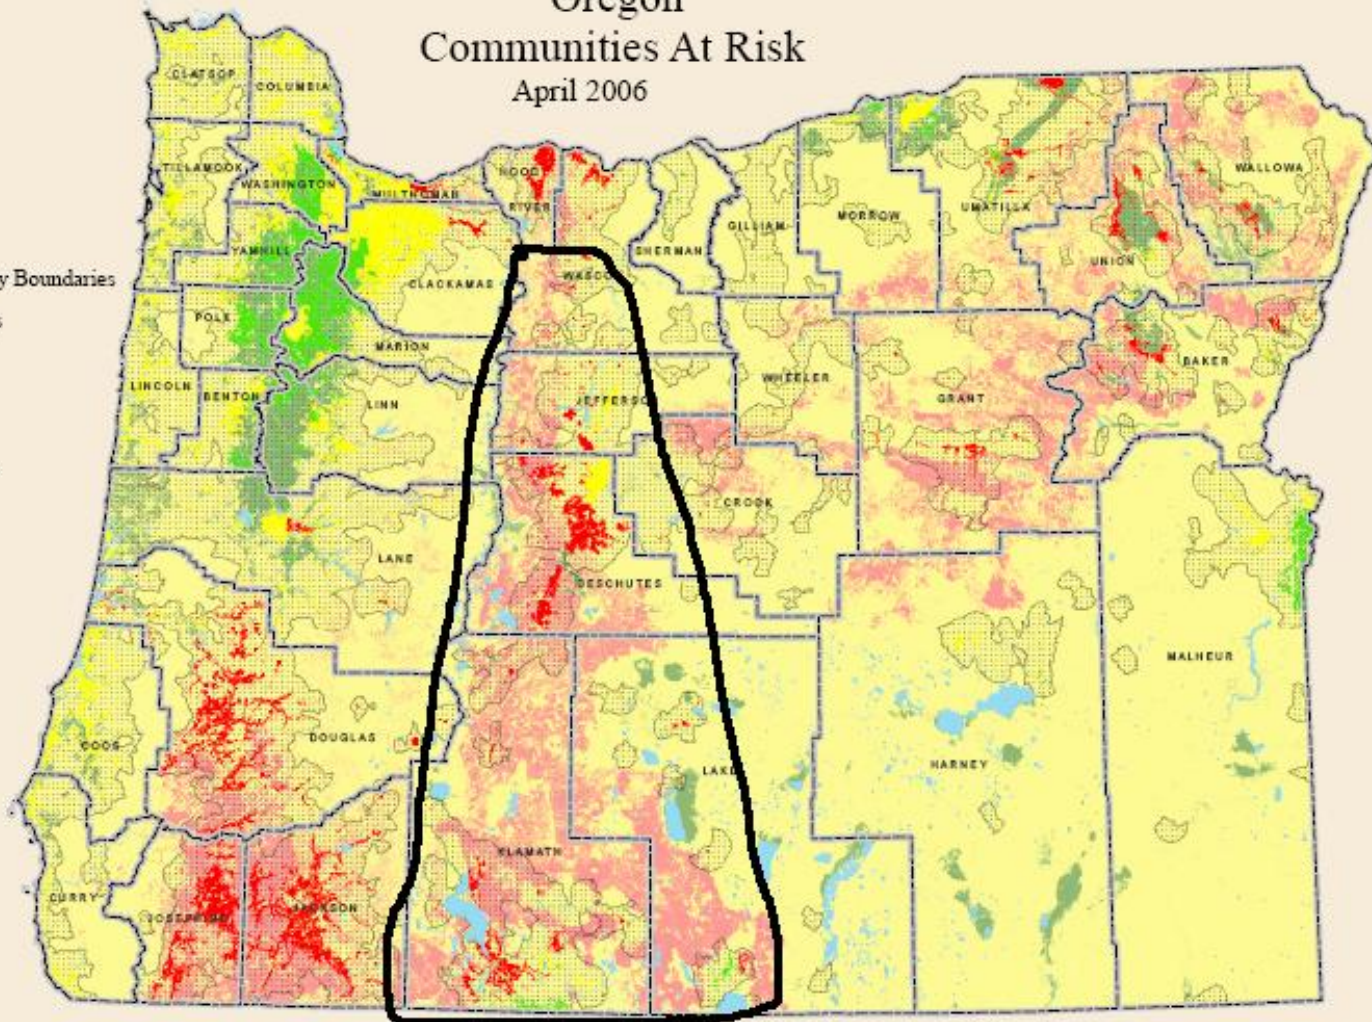 Oregon
Communities At Risk
April 2006
CLATSOP
COLUMBIA
TILLAMOOK
WASHINGTON
MULTNOMAH
HOOD
RIVER
WALLOWA
MORROW
UMATILLA
GILLIAM
YAMHILL
SHERMAN
UNION
WASCO
CLACKAMAS
y Boundaries
POLK
MARION
BAKER
LINCOLN
BENTON
LINN
JEFFERSO
WHEELER
GRANT
CROOK
LANE
DESCHUTES
MALHEUR
COOS
DOUGLAS
LAKE
HARNEY
KLAMATH
CURRY
JOSEPHINE
JACKSON